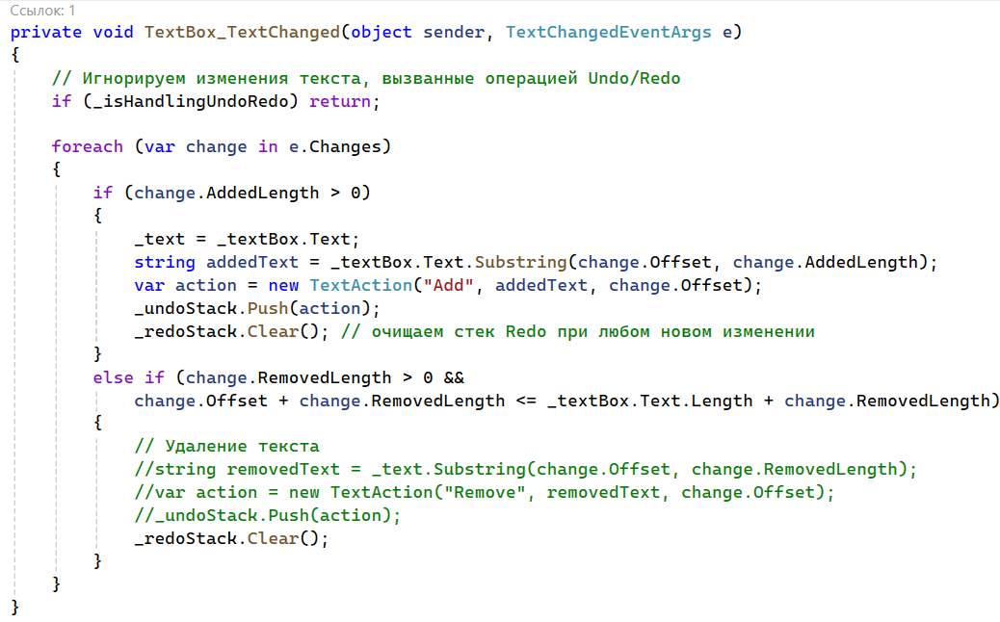 Ссылок: 1
private void TextBox_TextChanged(object sender, TextChangedEventArgs e)
{
    // Игнорируем изменения текста, вызванные операцией Undo/Redo
    if (_isHandlingUndoRedo) return;

    foreach (var change in e.Changes)
    {
        if (change.AddedLength > 0)
        {
            _text = _textBox.Text;
            string addedText = _textBox.Text.Substring(change.Offset, change.AddedLength);
            var action = new TextAction("Add", addedText, change.Offset);
            _undoStack.Push(action);
            _redoStack.Clear(); // очищаем стек Redo при любом новом изменении
        }
        else if (change.RemovedLength > 0 &&
            change.Offset + change.RemovedLength <= _textBox.Text.Length + change.RemovedLength)
        {
            // Удаление текста
            //string removedText = _text.Substring(change.Offset, change.RemovedLength);
            //var action = new TextAction("Remove", removedText, change.Offset);
            //_undoStack.Push(action);
            _redoStack.Clear();
        }
    }
}